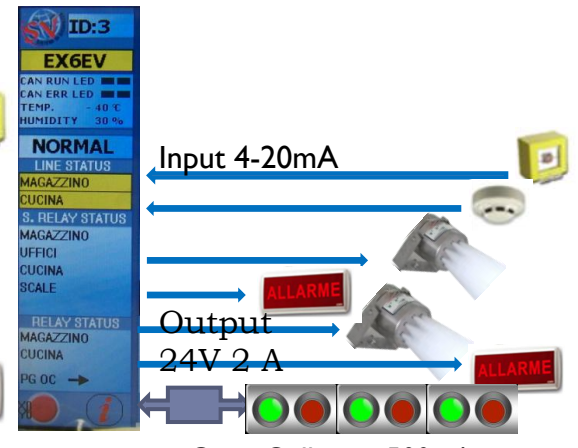 SV
ID:3
EX6EV
CAN RUN LED
CAN ERR LED
TEMP. - 40 °C
HUMIDITY 30 %
NORMAL
LINE STATUS
MAGAZZINO
CUCINA
S. RELAY STATUS
MAGAZZINO
UFFICI
CUCINA
SCALE
RELAY STATUS
MAGAZZINO
CUCINA
PG OC
Input 4-20mA
ALLARME
Output
24V 2 A
ALLARME